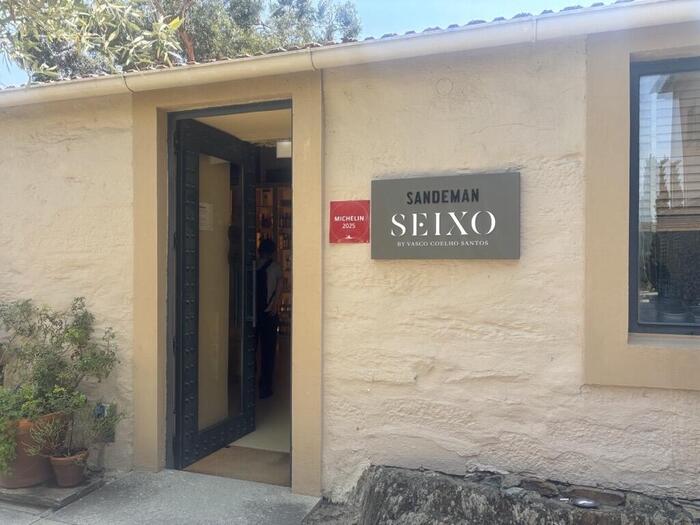 MICHELIN
2025
SANDEMAN
SEIXO
BY VASCO COELHO SANTOS